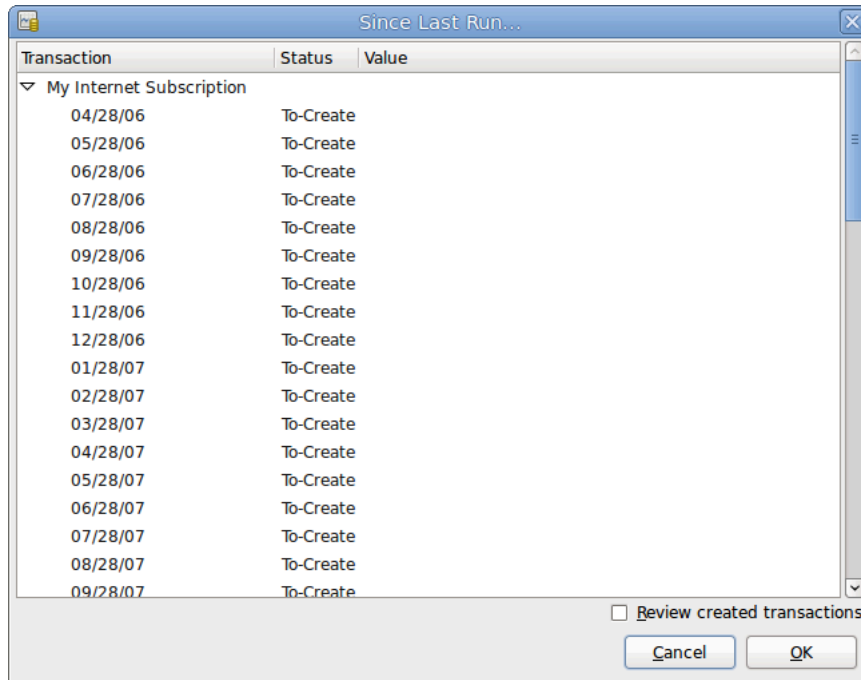 Since Last Run...
Transaction Status Value
My Internet Subscription
04/28/06 To-Create
05/28/06 To-Create
06/28/06 To-Create
07/28/06 To-Create
08/28/06 To-Create
09/28/06 To-Create
10/28/06 To-Create
11/28/06 To-Create
12/28/06 To-Create
01/28/07 To-Create
02/28/07 To-Create
03/28/07 To-Create
04/28/07 To-Create
05/28/07 To-Create
06/28/07 To-Create
07/28/07 To-Create
08/28/07 To-Create
09/28/07 To-Create
Review created transactions
Cancel OK